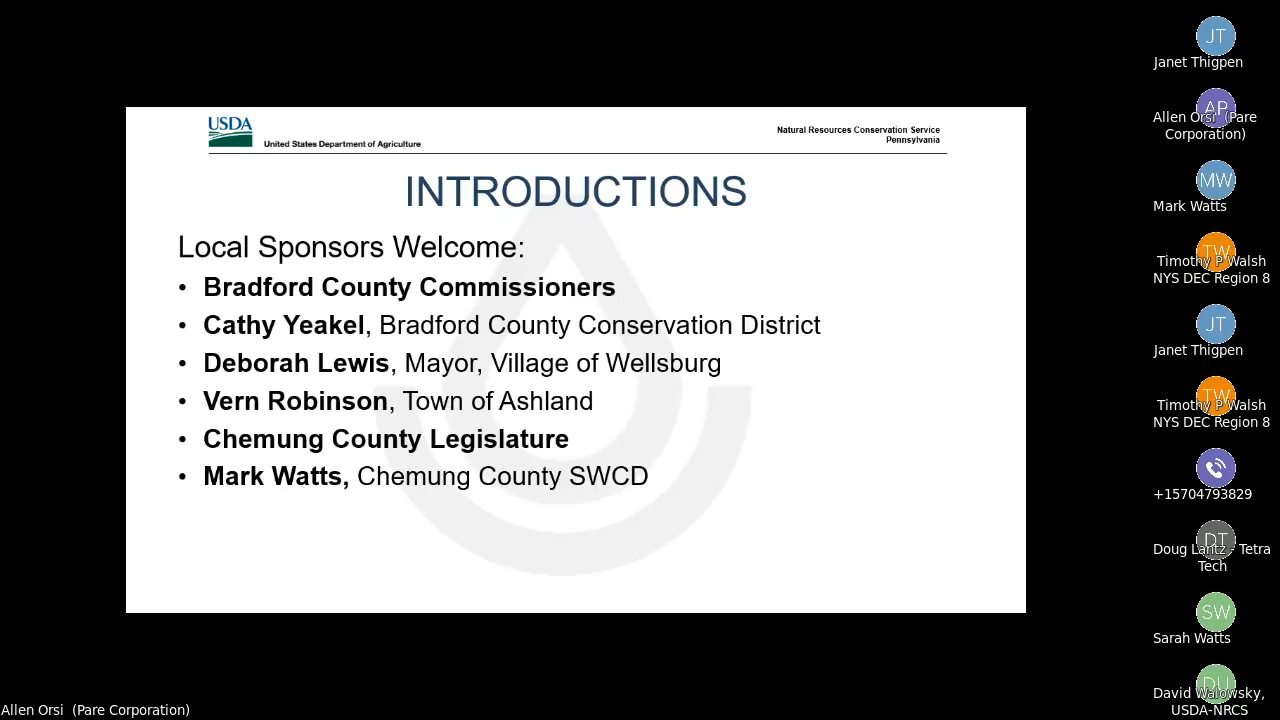 USDA
United States Department of Agriculture
Natural Resources Conservation Service
Pennsylvania
INTRODUCTIONS
Local Sponsors Welcome:
• Bradford County Commissioners
• Cathy Yeakel, Bradford County Conservation District
• Deborah Lewis, Mayor, Village of Wellsburg
• Vern Robinson, Town of Ashland
• Chemung County Legislature
• Mark Watts, Chemung County SWCD
JT
Janet Thigpen
AP
Allen Orsi (Pare
Corporation)
MW
Mark Watts
TW
Timothy P Walsh
NYS DEC Region 8
JT
Janet Thigpen
TW
Timothy P Walsh
NYS DEC Region 8
+15704793829
DT
Doug Lantz - Tetra
Tech
SW
Sarah Watts
DU
David Walowsky,
USDA-NRCS
Allen Orsi (Pare Corporation)